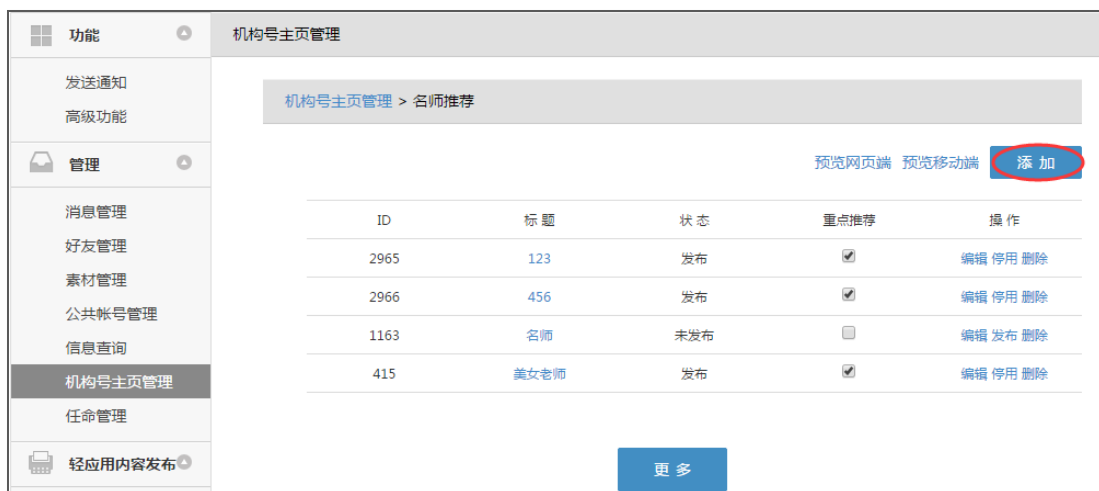 功能
发送通知
高级功能
管理
消息管理
好友管理
素材管理
公共帐号管理
信息查询
机构号主页管理
任命管理
轻应用内容发布
机构号主页管理
机构号主页管理 > 名师推荐
预览网页端 预览移动端 添 加
ID 标 题 状 态 重点推荐 操 作
2965 123 发布 编辑 停用 删除
2966 456 发布 编辑 停用 删除
1163 名师 未发布 编辑 发布 删除
415 美女老师 发布 编辑 停用 删除
更 多